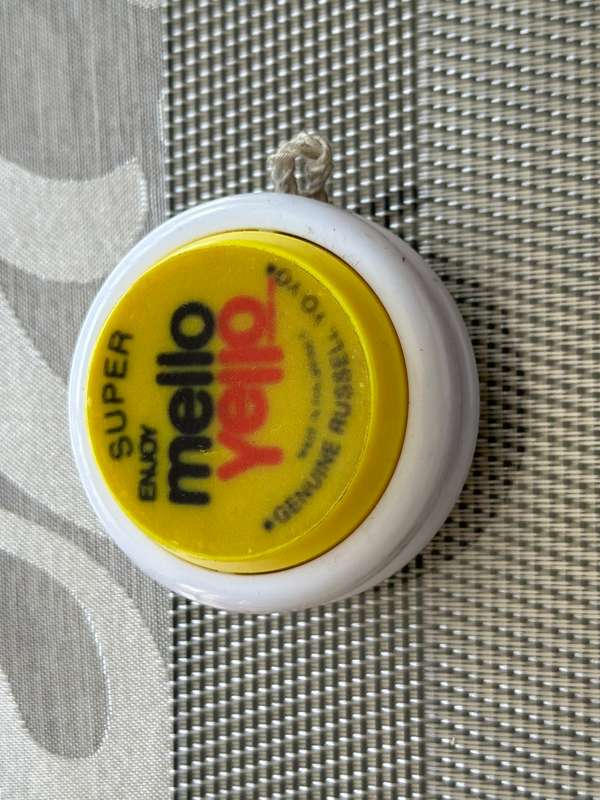 SUPER
ENJOY
mello
yello
GENUINE RUSSELL YO YO